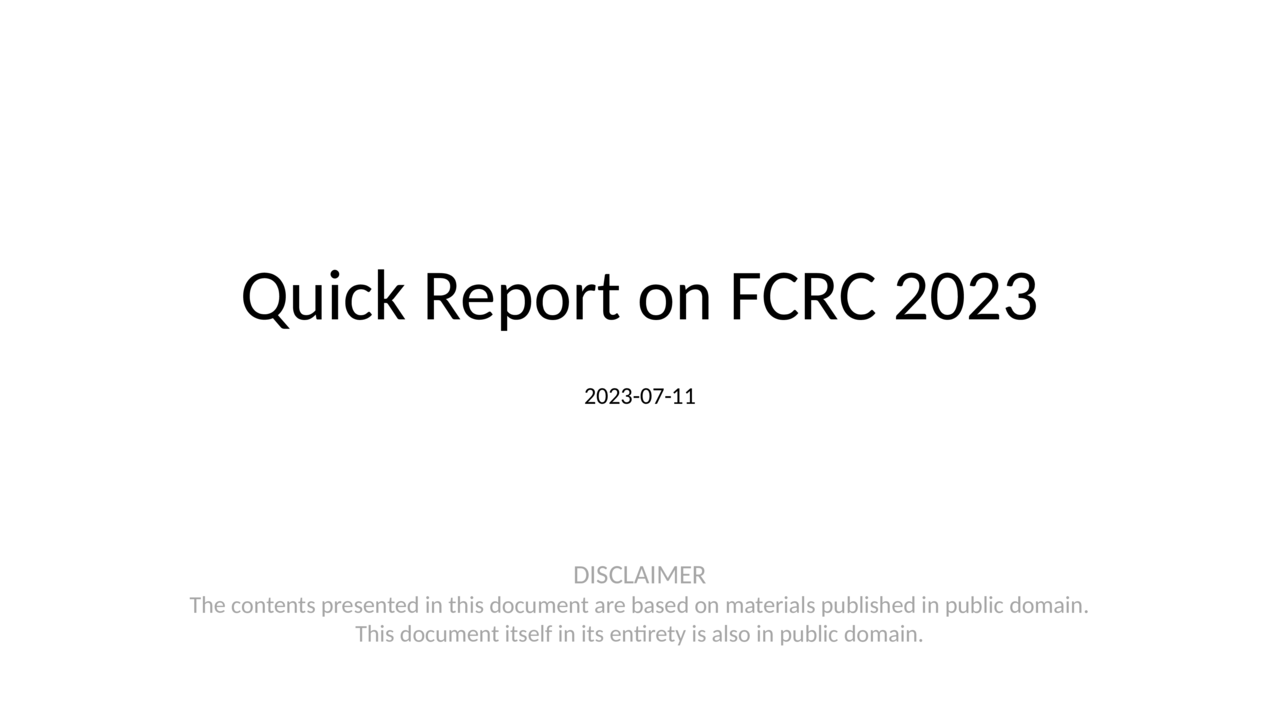 Quick Report on FCRC 2023
2023-07-11
DISCLAIMER
The contents presented in this document are based on materials published in public domain.
This document itself in its entirety is also in public domain.